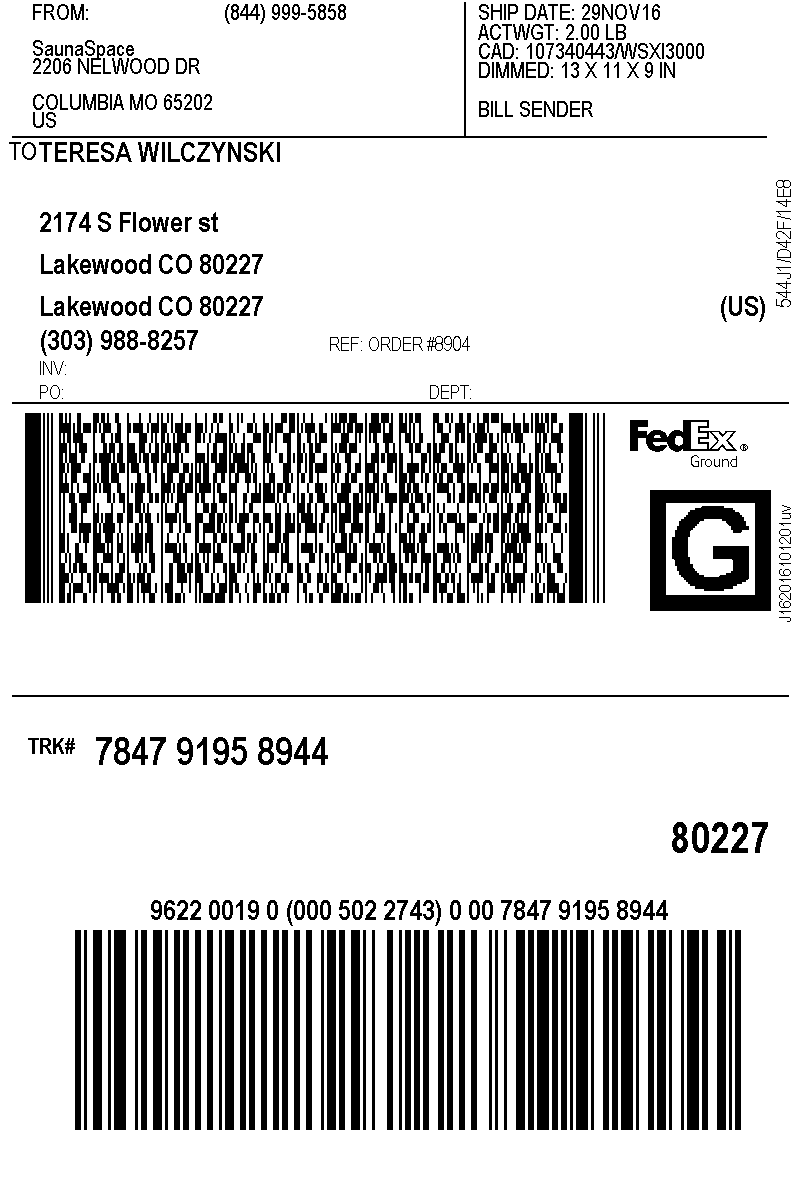 FROM: (844) 999-5858
SaunaSpace
2206 NELWOOD DR
COLUMBIA MO 65202
US
SHIP DATE: 29NOV16
ACTWGT: 2.00 LB
CAD: 107340443/WSXI3000
DIMMED: 13 X 11 X 9 IN
BILL SENDER
TO TERESA WILCZYNSKI
2174 S Flower st
Lakewood CO 80227
Lakewood CO 80227 (US)
(303) 988-8257 REF: ORDER #8904
INV:
PO: DEPT:
544J1/D42F/14E8
FedEx®
Ground
G
J162016101201uv
TRK# 7847 9195 8944
80227
9622 0019 0 (000 502 2743) 0 00 7847 9195 8944